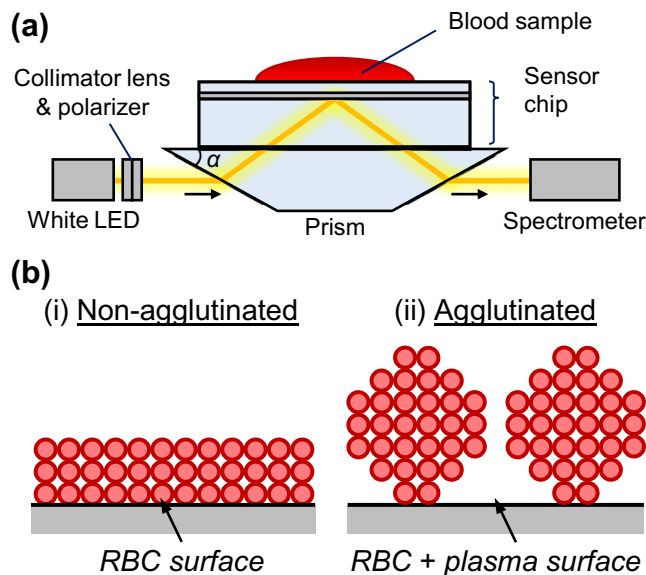 (a)
Blood sample
Collimator lens
& polarizer
Sensor
chip
α
White LED
Prism
Spectrometer
(b)
(i) Non-agglutinated
(ii) Agglutinated
RBC surface
RBC + plasma surface